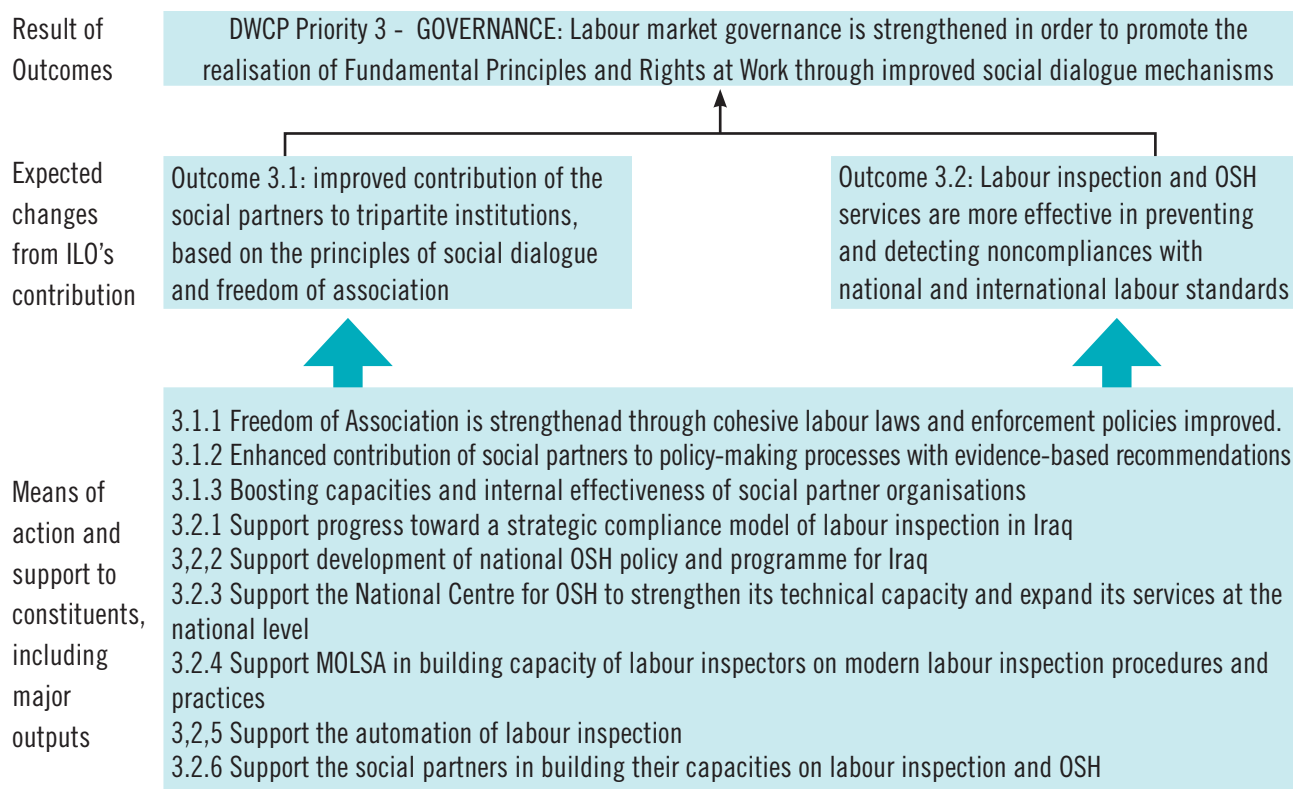 Result of
Outcomes
DWCP Priority 3 - GOVERNANCE: Labour market governance is strengthened in order to promote the
realisation of Fundamental Principles and Rights at Work through improved social dialogue mechanisms
Expected
changes
from ILO’s
contribution
Outcome 3.1: improved contribution of the
social partners to tripartite institutions,
based on the principles of social dialogue
and freedom of association
Outcome 3.2: Labour inspection and OSH
services are more effective in preventing
and detecting noncompliances with
national and international labour standards
Means of
action and
support to
constituents,
including
major
outputs
3.1.1 Freedom of Association is strengthenad through cohesive labour laws and enforcement policies improved.
3.1.2 Enhanced contribution of social partners to policy-making processes with evidence-based recommendations
3.1.3 Boosting capacities and internal effectiveness of social partner organisations
3.2.1 Support progress toward a strategic compliance model of labour inspection in Iraq
3,2,2 Support development of national OSH policy and programme for Iraq
3.2.3 Support the National Centre for OSH to strengthen its technical capacity and expand its services at the
national level
3.2.4 Support MOLSA in building capacity of labour inspectors on modern labour inspection procedures and
practices
3,2,5 Support the automation of labour inspection
3.2.6 Support the social partners in building their capacities on labour inspection and OSH